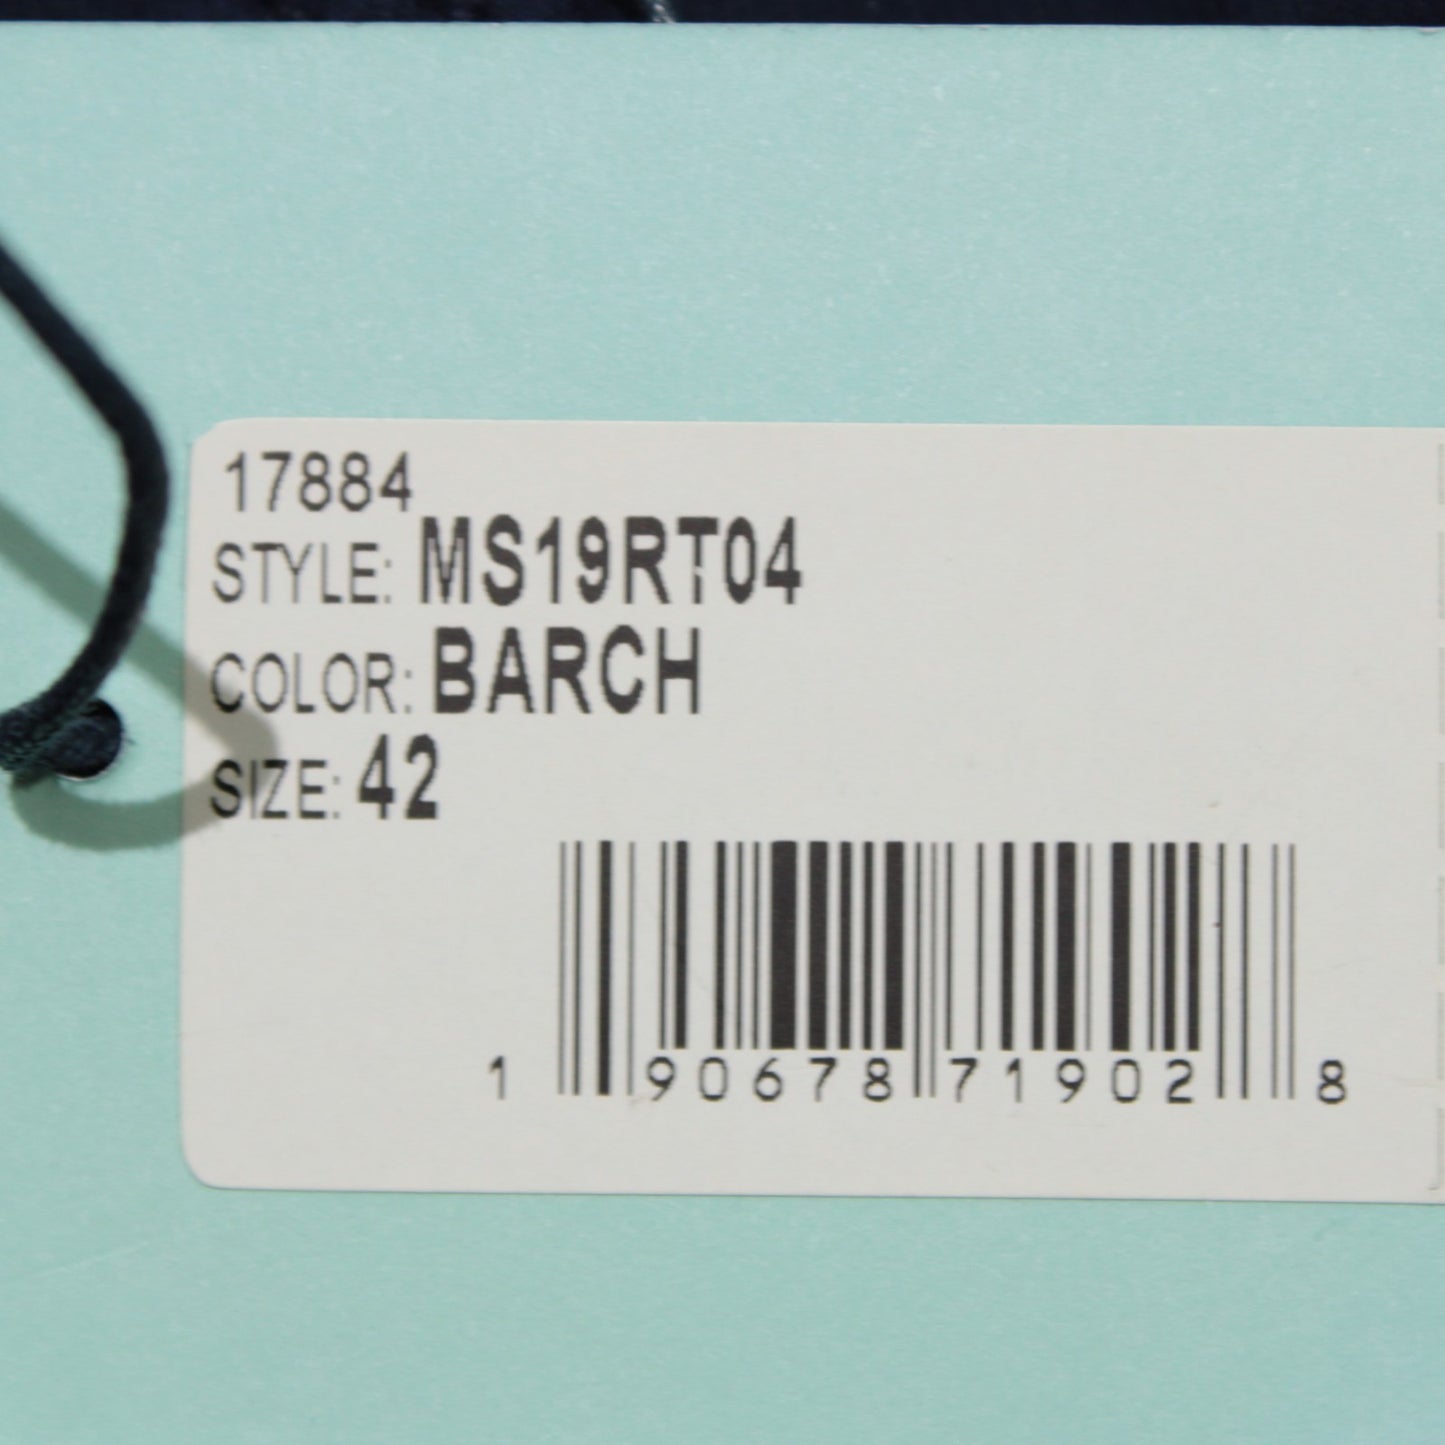 17884
STYLE: MS19RT04
COLOR: BARCH
SIZE: 42
1 90678 71902 8